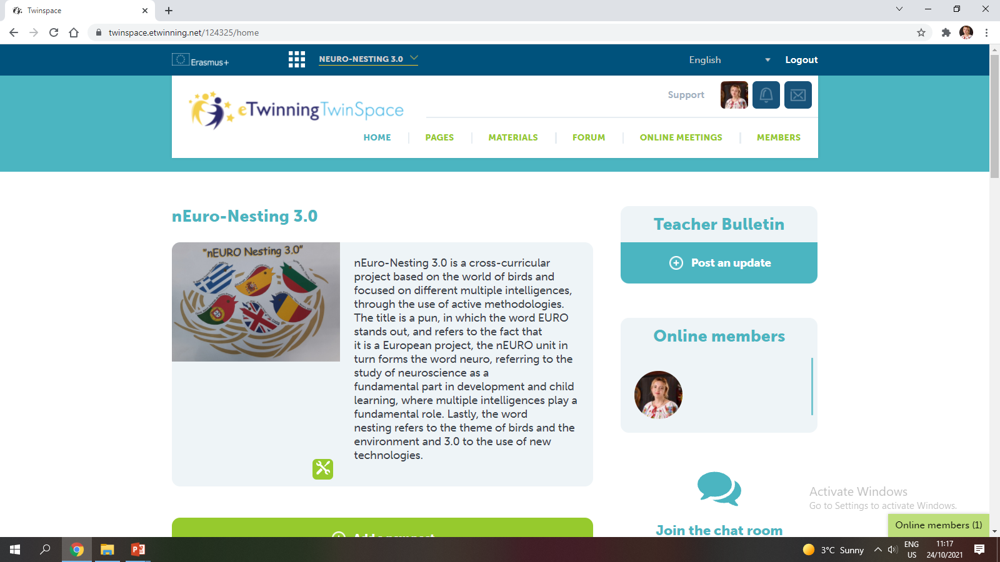 Twinspace
twinspace.etwinning.net/124325/home
Erasmus+
NEURO-NESTING 3.0
English
Logout
eTwinningTwinSpace
Support
HOME
PAGES
MATERIALS
FORUM
ONLINE MEETINGS
MEMBERS
nEuro-Nesting 3.0
"nEURO Nesting 3.0"
nEuro-Nesting 3.0 is a cross-curricular
project based on the world of birds and
focused on different multiple intelligences,
through the use of active methodologies.
The title is a pun, in which the word EURO
stands out, and refers to the fact that
it is a European project, the nEURO unit in
turn forms the word neuro, referring to the
study of neuroscience as a
fundamental part in development and child
learning, where multiple intelligences play a
fundamental role. Lastly, the word
nesting refers to the theme of birds and the
environment and 3.0 to the use of new
technologies.
Teacher Bulletin
Post an update
Online members
Join the chat room
Activate Windows
Go to Settings to activate Windows.
Online members (1)
3°C Sunny
ENG
US
11:17
24/10/2021